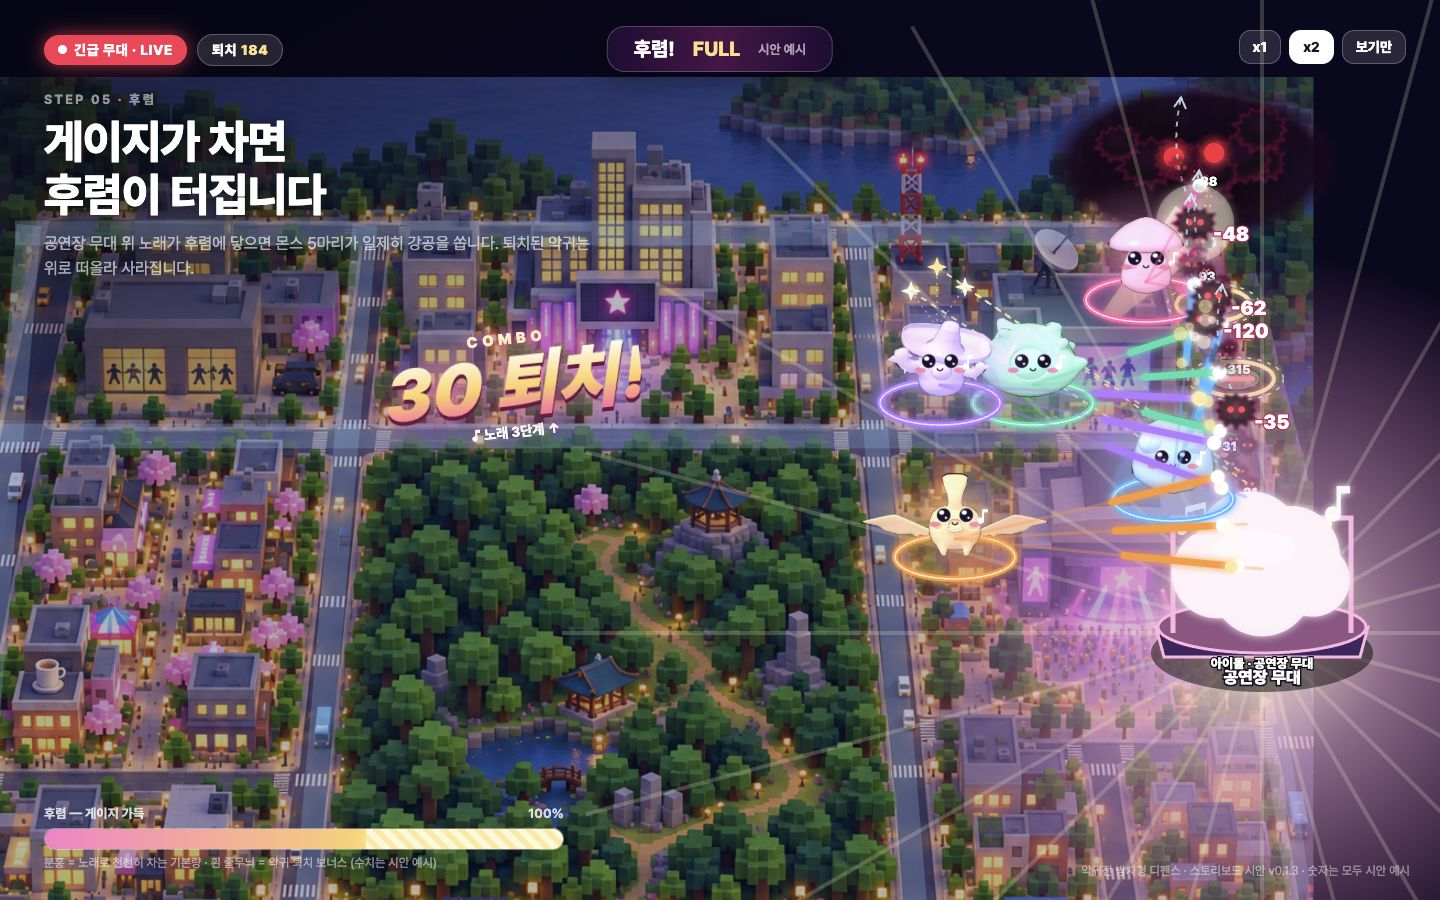 긴급 무대 · LIVE
퇴치 184
후렴! FULL 시안 예시
x1
x2
보기만
STEP 05 · 후렴
게이지가 차면
후렴이 터집니다
공연장 무대 위 노래가 후렴에 닿으면 몬스 5마리가 일제히 강공을 씁니다. 퇴치된 악귀는
위로 떠올라 사라집니다.
COMBO
30 퇴치!
♪ 노래 3단계 ↑
-48
93
-62
-120
315
-35
31
아이돌 · 공연장 무대
공연장 무대
후렴 — 게이지 가득
100%
분홍 = 노래로 천천히 차는 기본량 · 흰 줄무늬 = 악귀 퇴치 보너스 (수치는 시안 예시)
디펜스 · 스토리보드 시안 v0.1.3 · 숫자는 모두 시안 예시